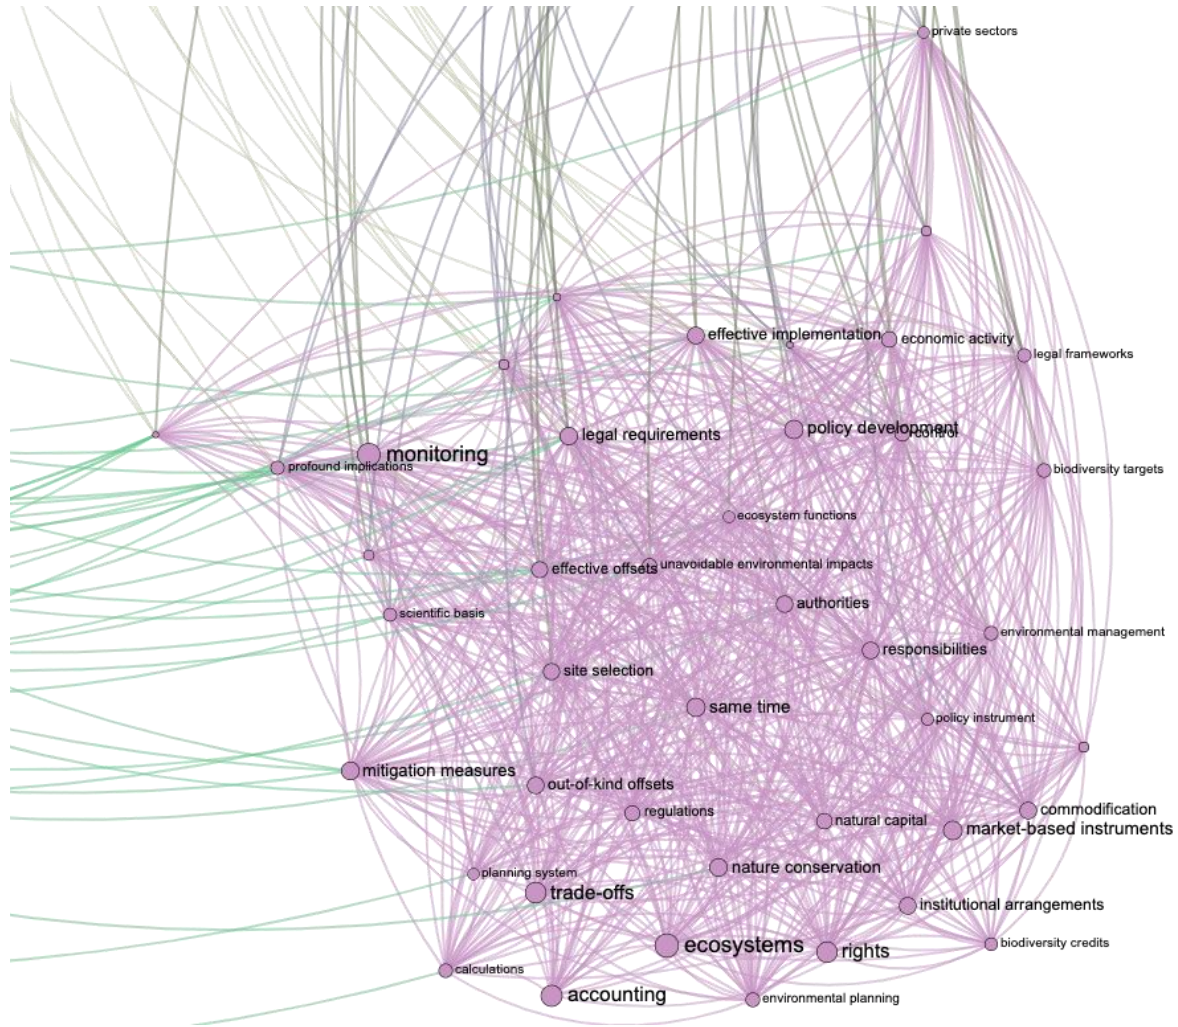 private sectors
effective implementation
economic activity
legal frameworks
policy development
control
legal requirements
monitoring
profound implications
biodiversity targets
ecosystem functions
unavoidable environmental impacts
effective offsets
authorities
scientific basis
environmental management
responsibilities
site selection
same time
policy instrument
mitigation measures
out-of-kind offsets
regulations
natural capital
commodification
market-based instruments
nature conservation
planning system
trade-offs
institutional arrangements
ecosystems
rights
biodiversity credits
calculations
accounting
environmental planning